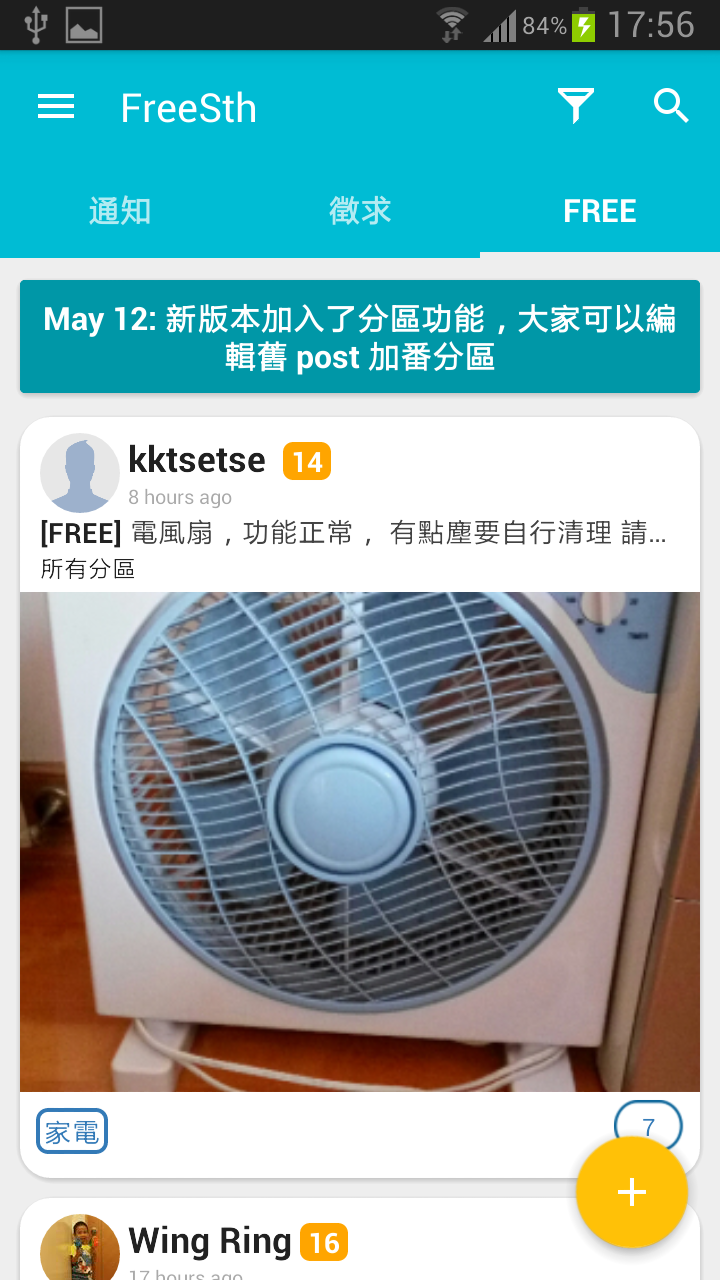 84% 17:56
FreeSth
通知 徵求 FREE
May 12: 新版本加入了分區功能，大家可以編
輯舊 post 加番分區
kktsetse 14
8 hours ago
[FREE] 電風扇，功能正常， 有點塵要自行清理 請...
所有分區
家電 7
+
Wing Ring 16
17 hours ago